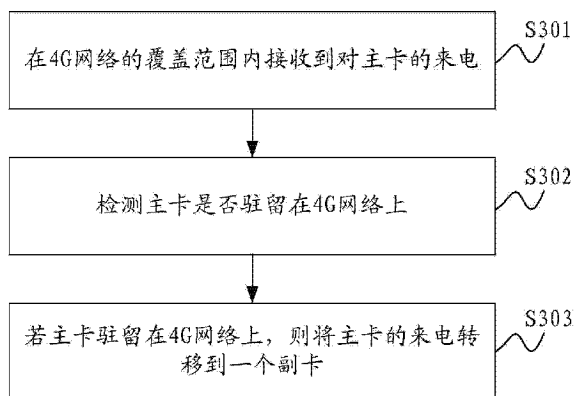 S301
在4G网络的覆盖范围内接收到对主卡的来电
S302
检测主卡是否驻留在4G网络上
S303
若主卡驻留在4G网络上，则将主卡的来电转
移到一个副卡